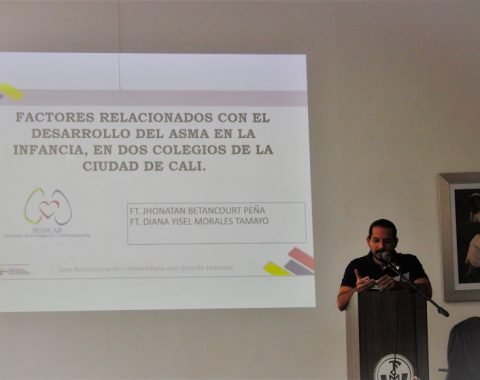 FACTORES RELACIONADOS CON EL
DESARROLLO DEL ASMA EN LA
INFANCIA, EN DOS COLEGIOS DE LA
CIUDAD DE CALI.
FT. JHONATAN BETANCOURT PEÑA
FT. DIANA YISEL MORALES TAMAYO
SEINCAR
Una Administración Universitaria con Sentido Humano